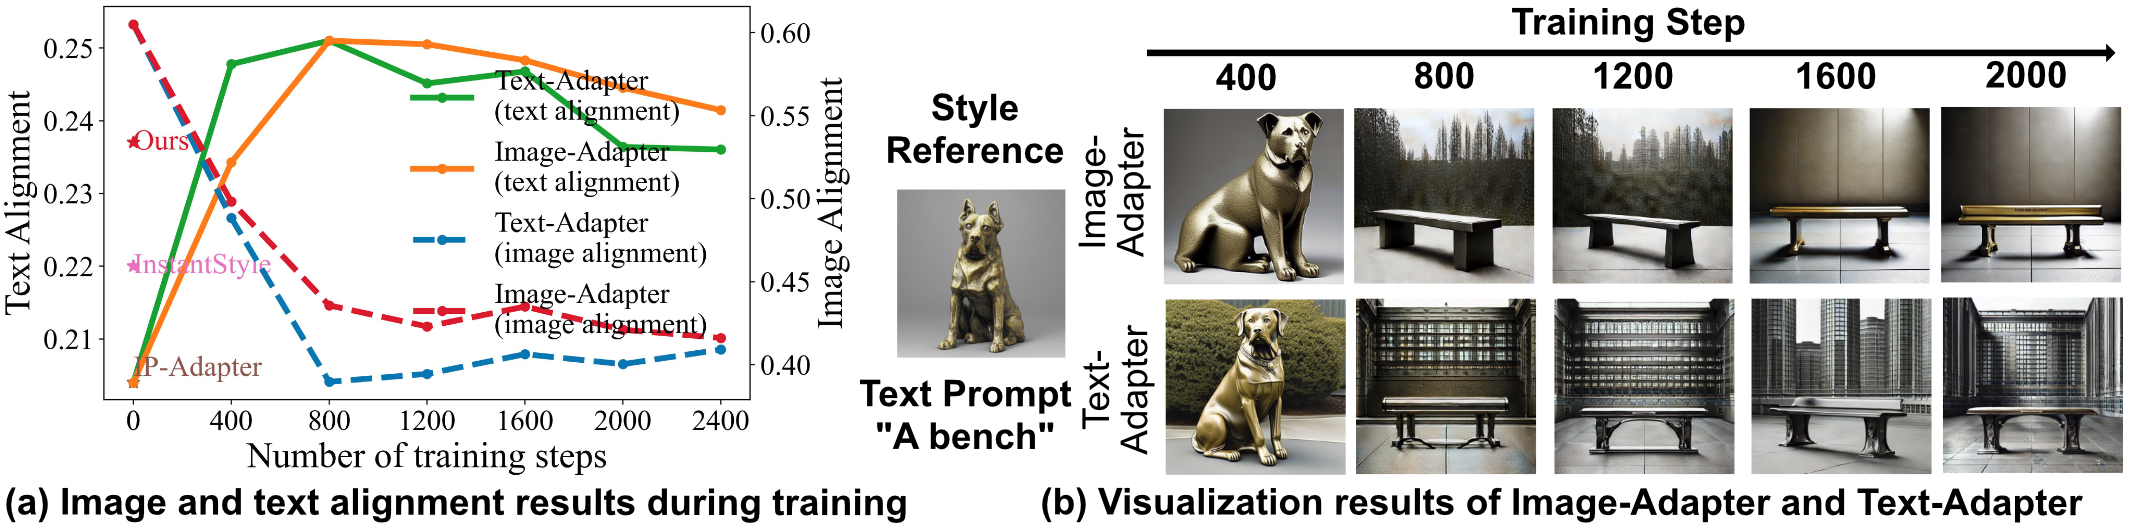 0.25
0.24
0.23
0.22
0.21
Text Alignment
Ours
InstantStyle
IP-Adapter
Text-Adapter
(text alignment)
Image-Adapter
(text alignment)
Text-Adapter
(image alignment)
Image-Adapter
(image alignment)
0.60
0.55
0.50
0.45
0.40
Image Alignment
0 400 800 1200 1600 2000 2400
Number of training steps
(a) Image and text alignment results during training
Training Step
400 800 1200 1600 2000
Style
Reference
Text Prompt
"A bench"
Image-
Adapter
Text-
Adapter
(b) Visualization results of Image-Adapter and Text-Adapter